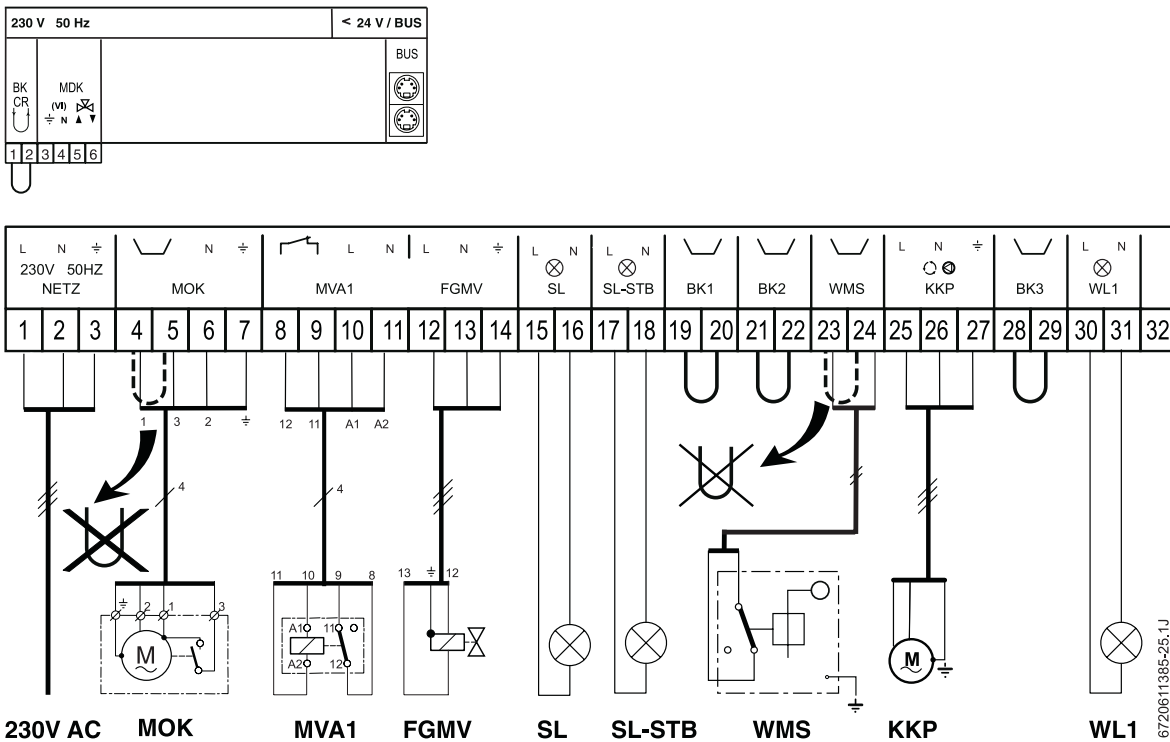 230 V 50 Hz
< 24 V / BUS
BUS
BK
CR
MDK
(VI)
N
1 2 3 4 5 6
L N L N L N L N L N L N L N
230V 50HZ
NETZ MOK MVA1 FGMV SL SL-STB BK1 BK2 WMS KKP BK3 WL1
1 2 3 4 5 6 7 8 9 10 11 12 13 14 15 16 17 18 19 20 21 22 23 24 25 26 27 28 29 30 31 32
1 3 2
12 11 A1 A2
4
4
11 10 9 8
13 12
2 1 3
A1 11
A2 12
M
M
230V AC MOK MVA1 FGMV SL SL-STB WMS KKP WL1
6720611385-25.1J